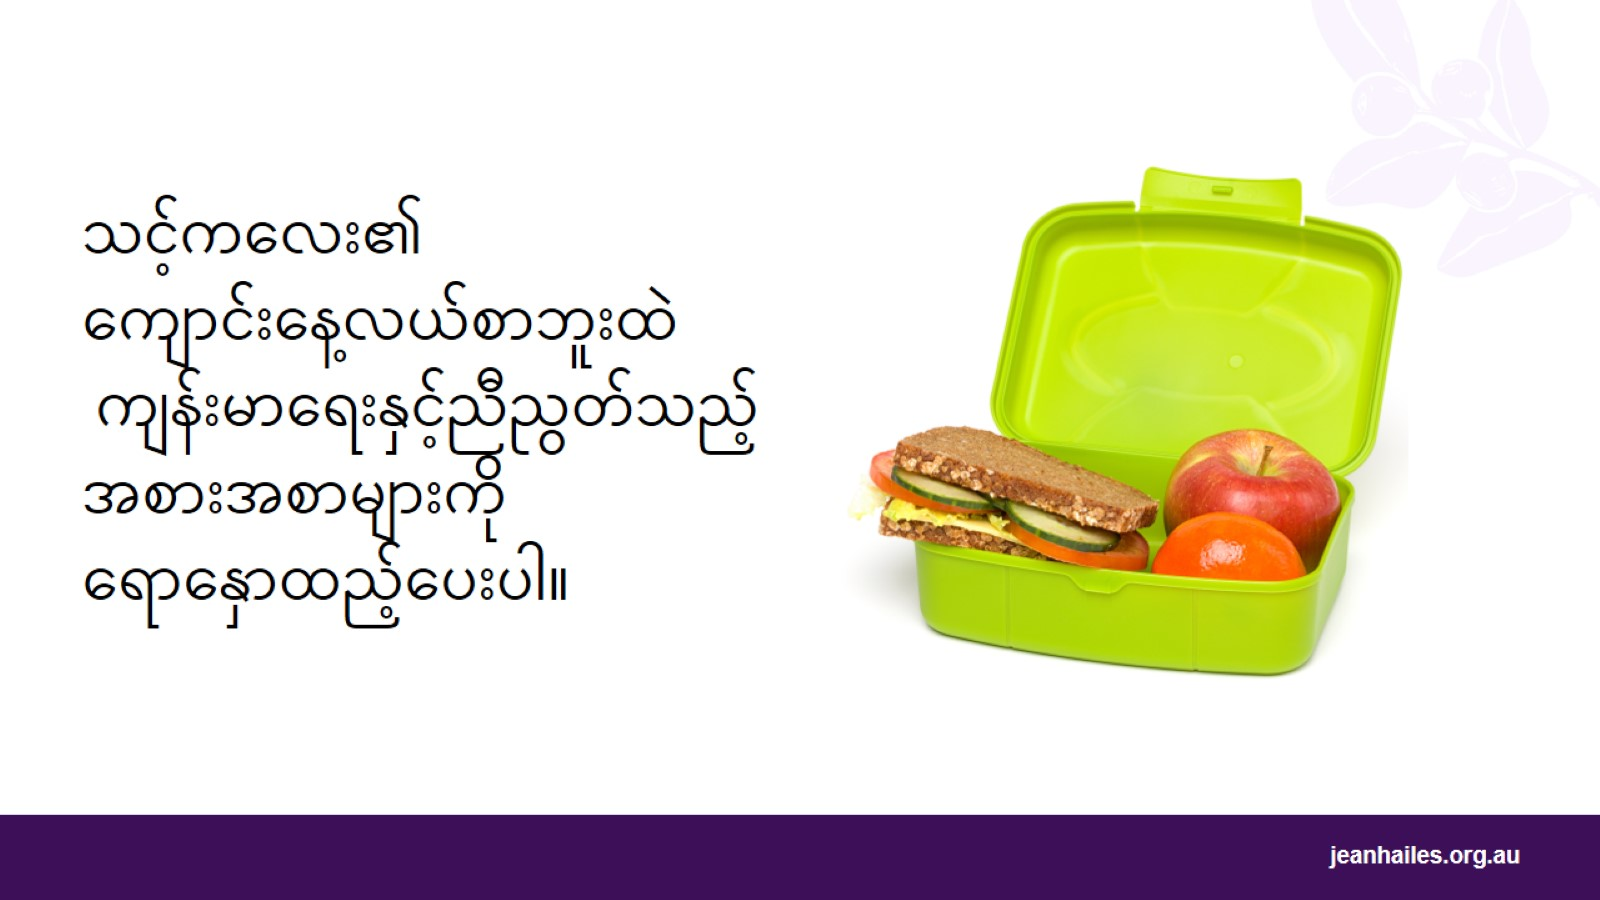 သင့်ကလေး၏
ကျောင်းနေ့လယ်စာဘူးထဲ
ကျန်းမာရေးနှင့်ညီညွတ်သည့်
အစားအစာများကို
ရောနှောထည့်ပေးပါ။
jeanhailes.org.au